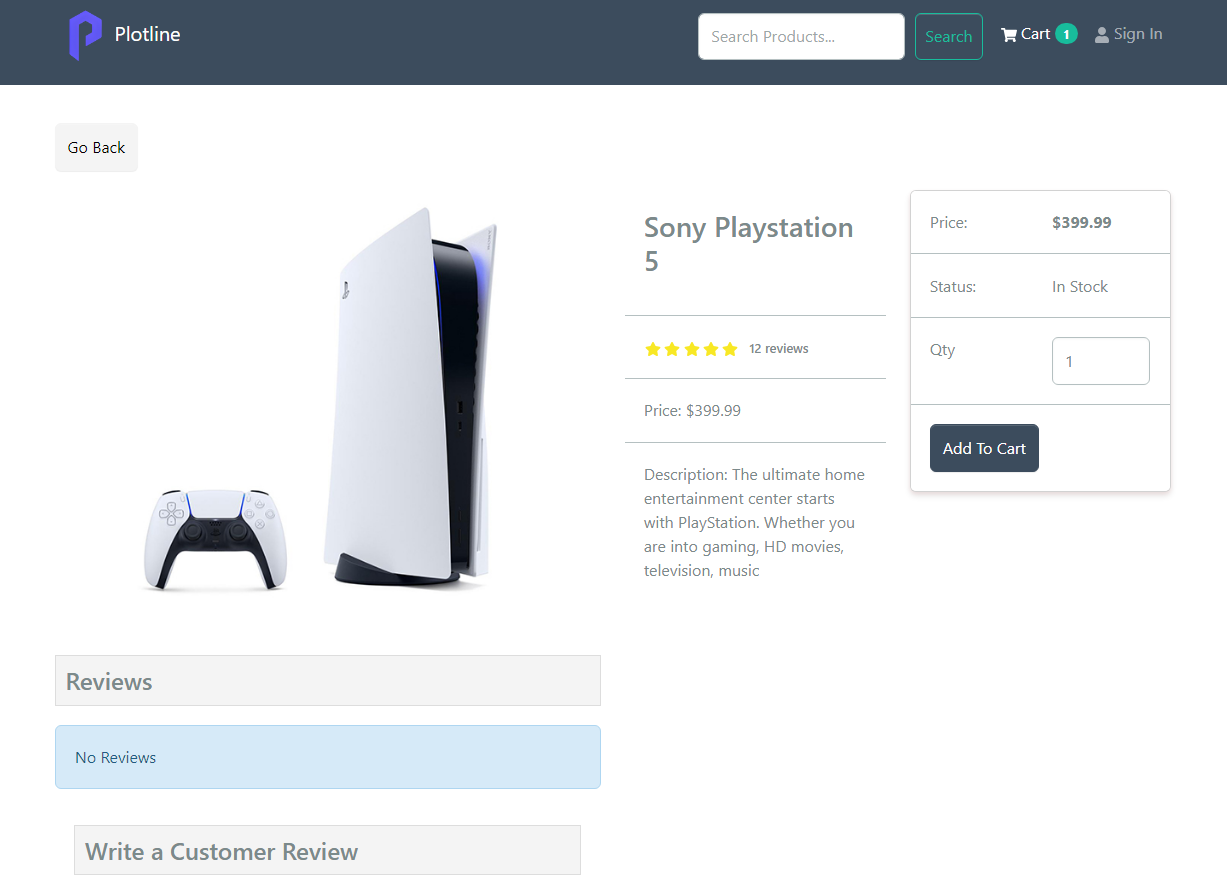 Plotline
Search Products...
Search
Cart 1
Sign In
Go Back
Sony Playstation
5
12 reviews
Price: $399.99
Description: The ultimate home
entertainment center starts
with PlayStation. Whether you
are into gaming, HD movies,
television, music
Price: $399.99
Status: In Stock
Qty 1
Add To Cart
Reviews
No Reviews
Write a Customer Review